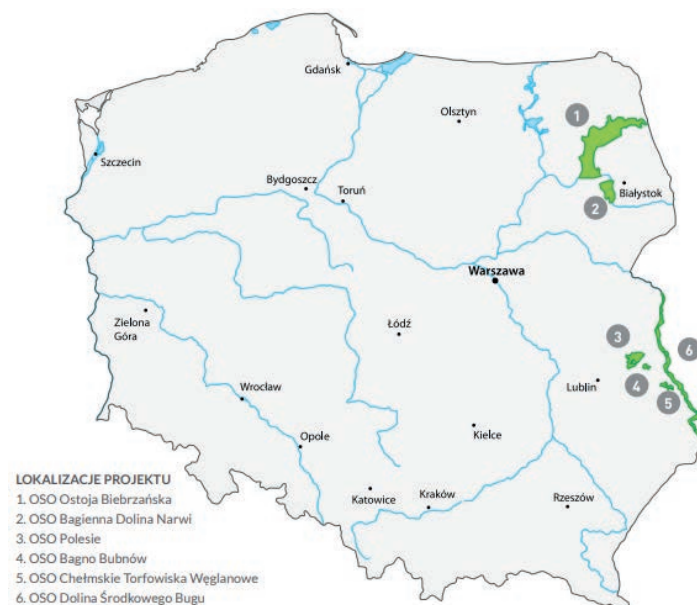 Gdańsk
Olsztyn
1
Szczecin
Bydgoszcz
Toruń
Białystok
2
Warszawa
Zielona
Góra
Łódź
3
6
Wrocław
Lublin
4
5
Opole
Kielce
Katowice
Kraków
Rzeszów
LOKALIZACJE PROJEKTU
1. OSO Ostoja Biebrzańska
2. OSO Bagienna Dolina Narwi
3. OSO Polesie
4. OSO Bagno Bubnów
5. OSO Chełmskie Torfowiska Węglanowe
6. OSO Dolina Środkowego Bugu